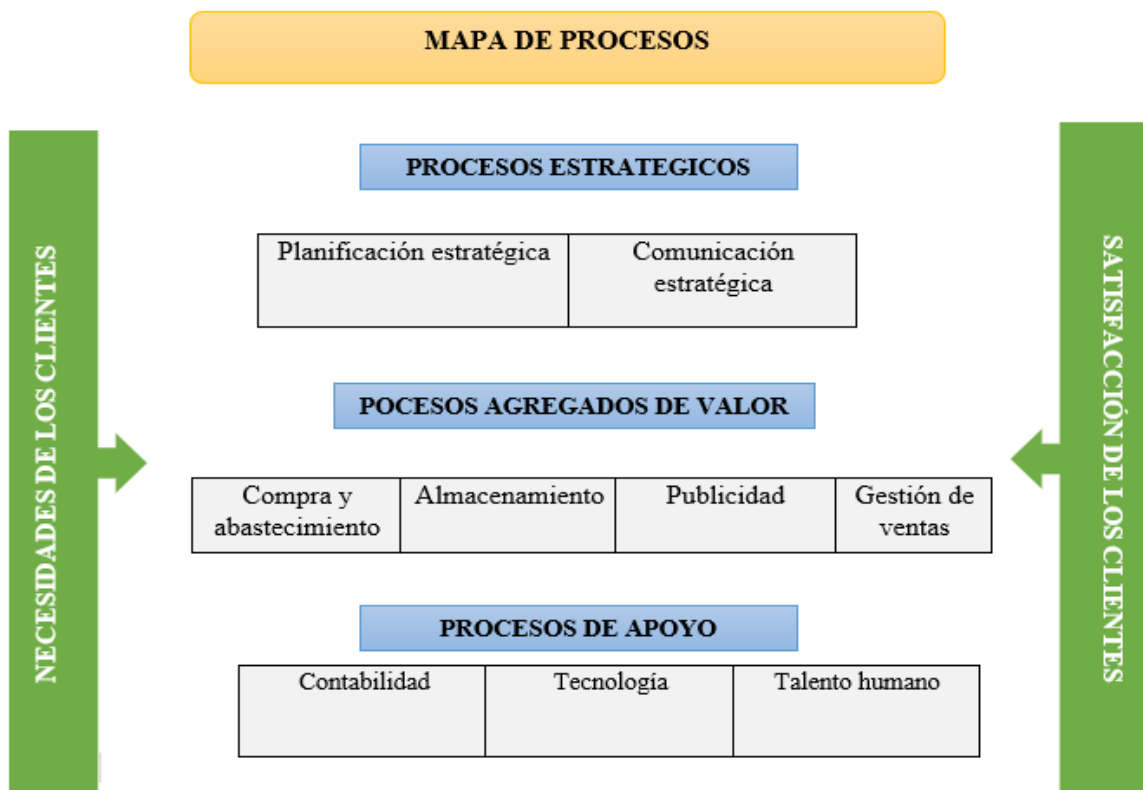 MAPA DE PROCESOS
NECESIDADES DE LOS CLIENTES
PROCESOS ESTRATEGICOS
Planificación estratégica
Comunicación
estratégica
POCESOS AGREGADOS DE VALOR
Compra y
abastecimiento
Almacenamiento
Publicidad
Gestión de
ventas
PROCESOS DE APOYO
Contabilidad
Tecnología
Talento humano
SATISFACCIÓN DE LOS CLIENTES